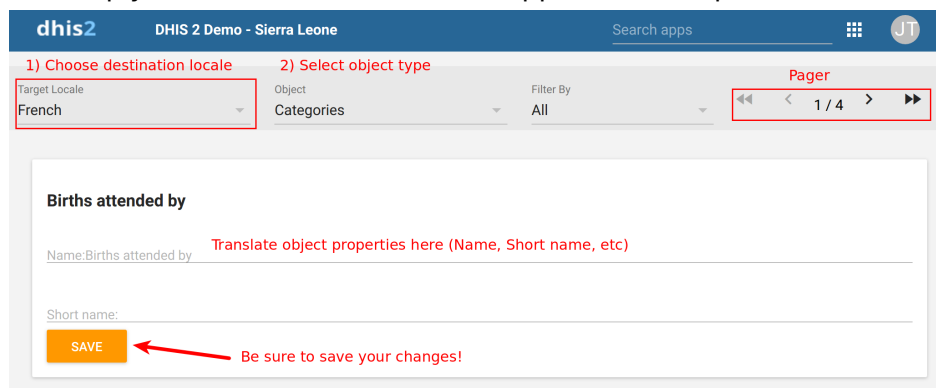 dhis2 DHIS 2 Demo - Sierra Leone Search apps JT
1) Choose destination locale 2) Select object type
Pager
Target Locale Object Filter By
French Categories All 1 / 4
Births attended by
Translate object properties here (Name, Short name, etc)
Name:Births attended by
Short name:
SAVE
Be sure to save your changes!